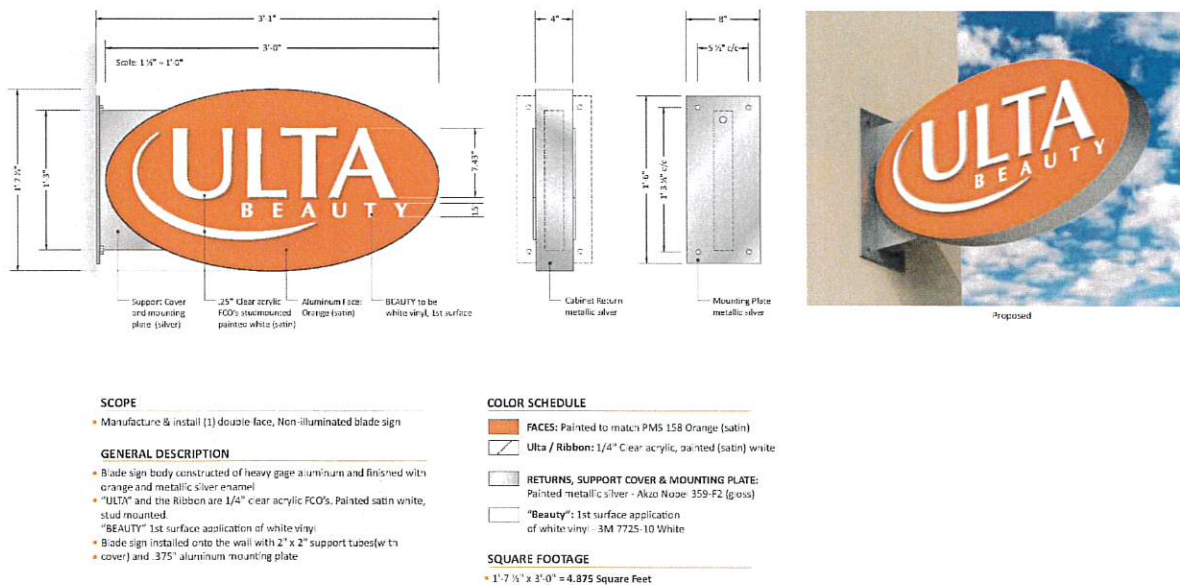 3'-1"
3'-0"
Scale: 1 ½" = 1'-0"
1'-7 ½"
1'-3"
ULTA
BEAUTY
7.43"
Support Cover
and mounting
plate (silver)
.25" Clear acrylic
FCO's studmounted
painted white (satin)
Aluminum Face:
Orange (satin)
BEAUTY to be
white vinyl, 1st surface
4"
Cabinet Return
metallic silver
8"
5 ½" c/c
1'-6"
1'-3 ½" c/c
Mounting Plate
metallic silver
ULTA
BEAUTY
Proposed
SCOPE
Manufacture & install (1) double-face, Non-illuminated blade sign
GENERAL DESCRIPTION
Blade sign body constructed of heavy gage aluminum and finished with
orange and metallic silver enamel
"ULTA" and the Ribbon are 1/4" clear acrylic FCO's. Painted satin white,
stud mounted.
"BEAUTY" 1st surface application of white vinyl
Blade sign installed onto the wall with 2" x 2" support tubes(with
cover) and .375" aluminum mounting plate
COLOR SCHEDULE
FACES: Painted to match PMS 158 Orange (satin)
Ulta / Ribbon: 1/4" Clear acrylic, painted (satin) white
RETURNS, SUPPORT COVER & MOUNTING PLATE:
Painted metallic silver - Akzo Nobel 359-F2 (gloss)
"Beauty": 1st surface application
of white vinyl - 3M 7725-10 White
SQUARE FOOTAGE
1'-7 ½" x 3'-0" = 4.875 Square Feet